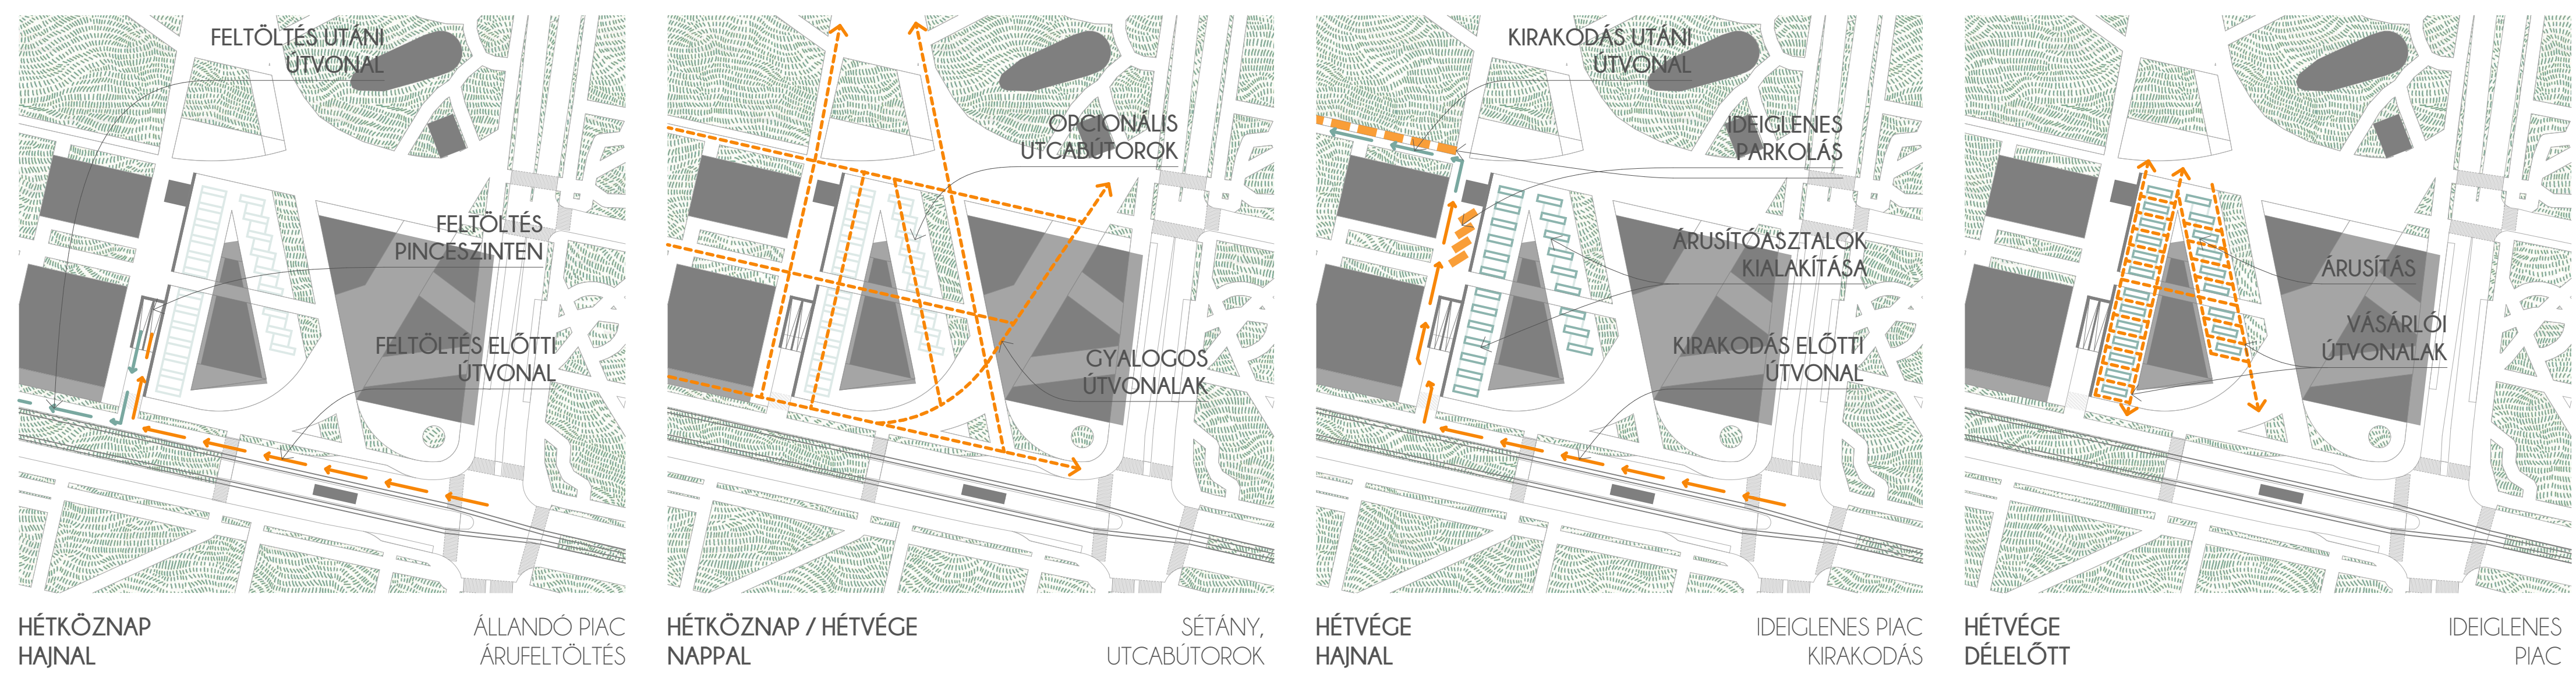 FELTÖLTÉS UTÁNI
ÚTVONAL
FELTÖLTÉS
PINCESZINTEN
FELTÖLTÉS ELŐTTI
ÚTVONAL
HÉTKÖZNAP
HAJNAL
ÁLLANDÓ PIAC
ÁRUFELTÖLTÉS
OPCIONÁLIS
UTCABÚTOROK
GYALOGOS
ÚTVONALAK
HÉTKÖZNAP / HÉTVÉGE
NAPPAL
SÉTÁNY,
UTCABÚTOROK
KIRAKODÁS UTÁNI
ÚTVONAL
IDEIGLENES
PARKOLÁS
ÁRUSÍTÓASZTALOK
KIALAKÍTÁSA
KIRAKODÁS ELŐTTI
ÚTVONAL
HÉTVÉGE
HAJNAL
IDEIGLENES PIAC
KIRAKODÁS
ÁRUSÍTÁS
VÁSÁRLÓI
ÚTVONALAK
HÉTVÉGE
DÉLELŐTT
IDEIGLENES
PIAC